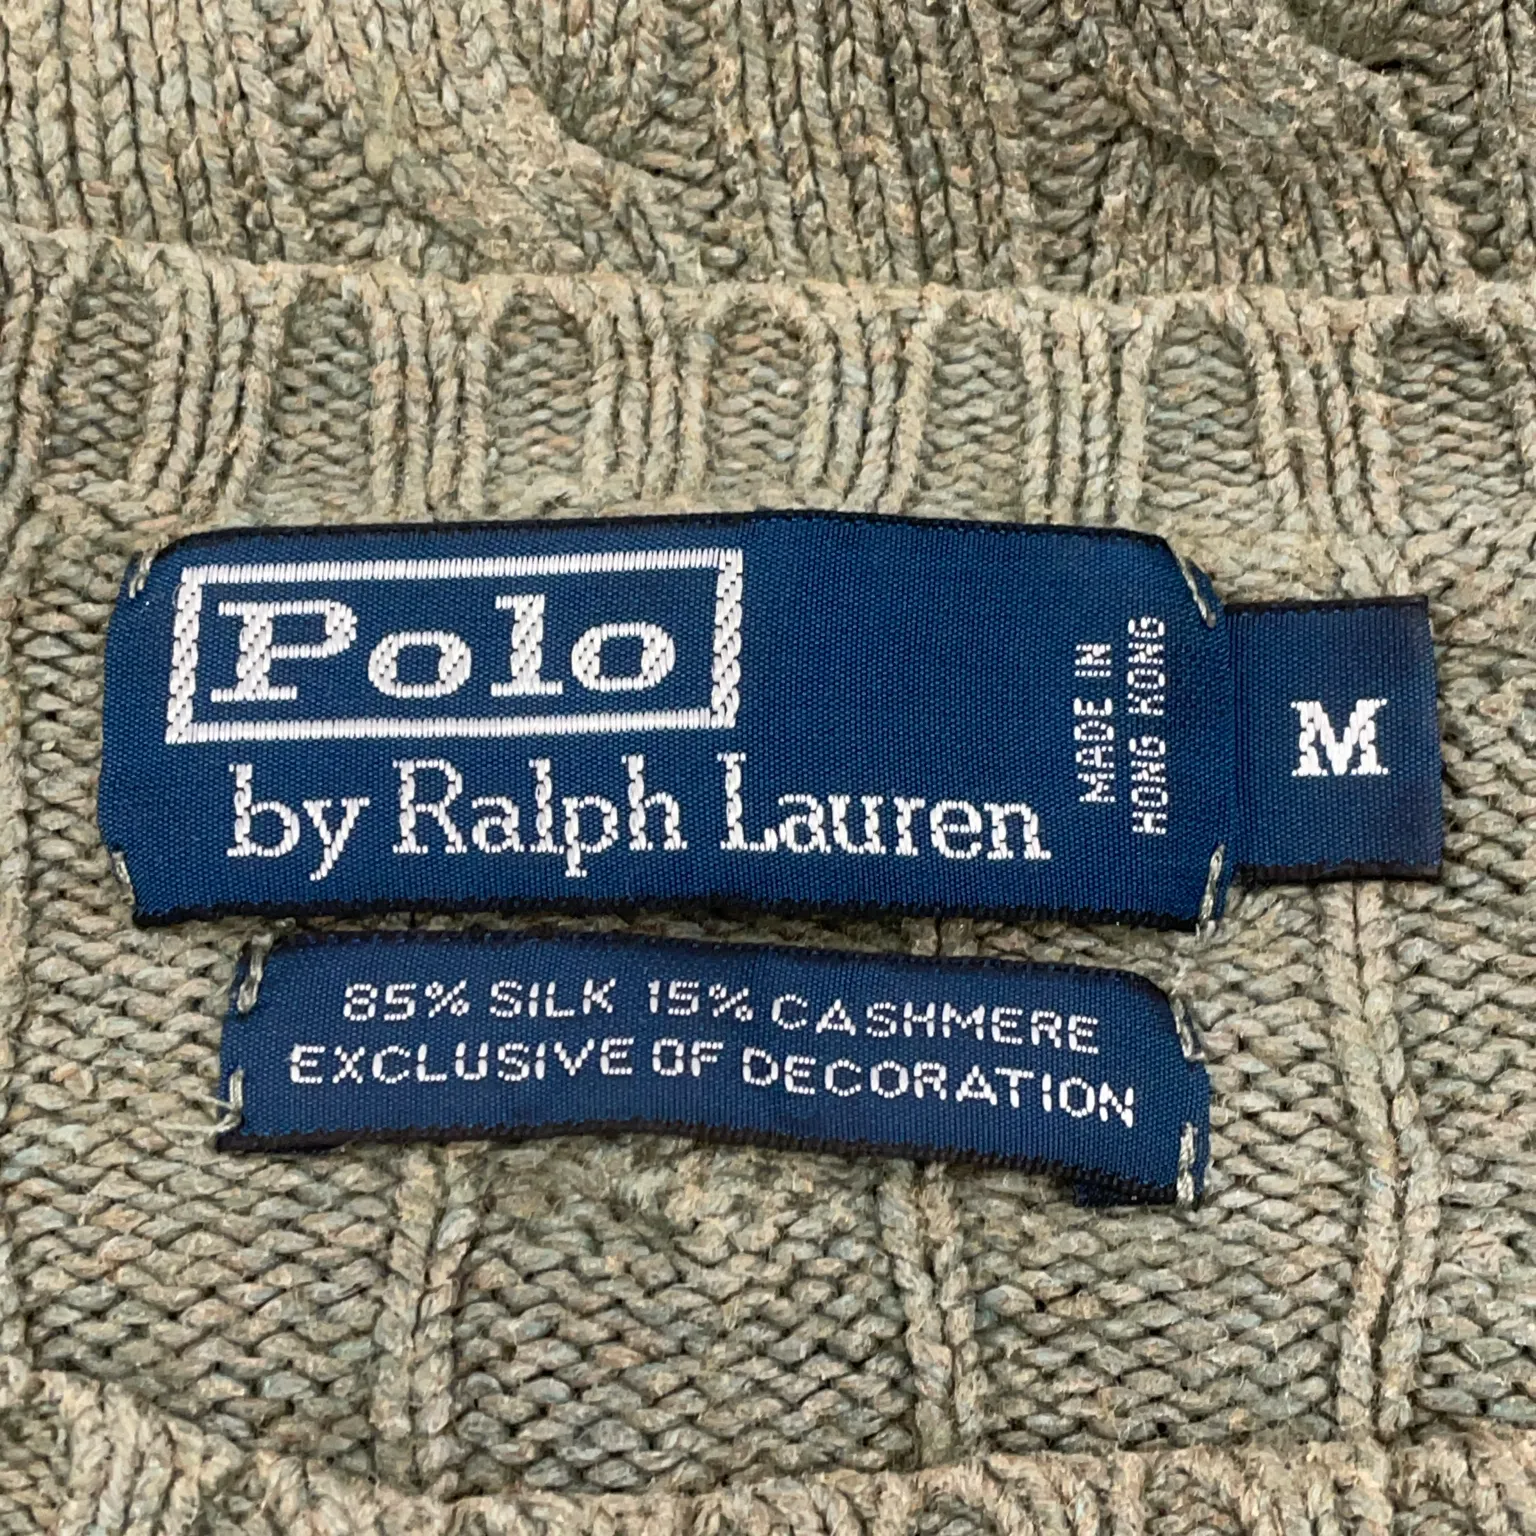 Polo
by Ralph Lauren
MADE IN
HONG KONG
M
85% SILK 15% CASHMERE
EXCLUSIVE OF DECORATION